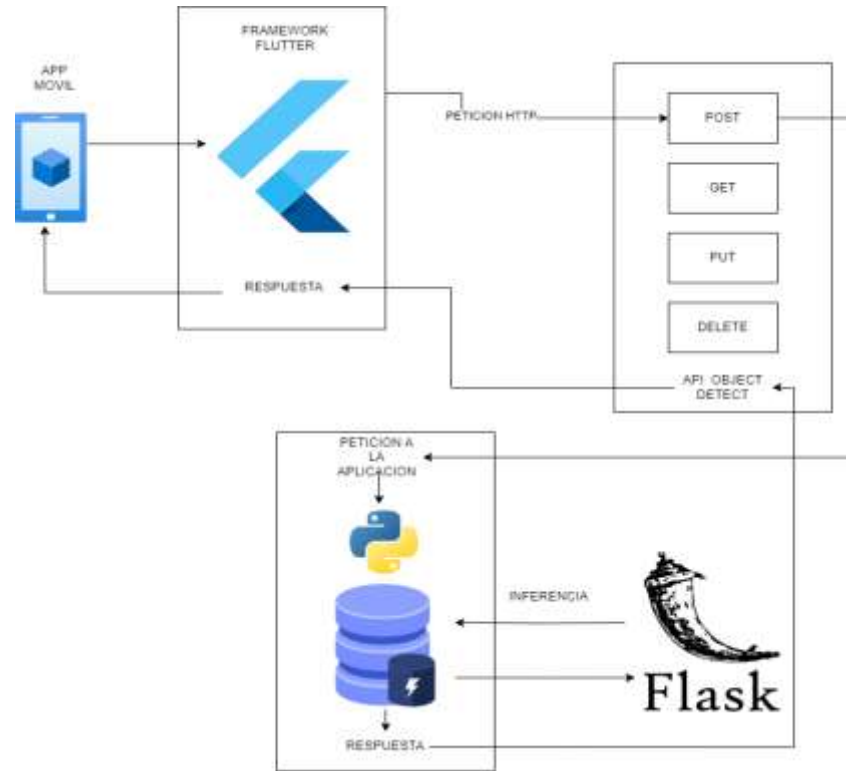 FRAMEWORK
FLUTTER
APP
MOVIL
PETICION HTTP
POST
GET
PUT
DELETE
RESPUESTA
API OBJECT
DETECT
PETICION A
LA
APLICACION
INFERENCIA
Flask
RESPUESTA